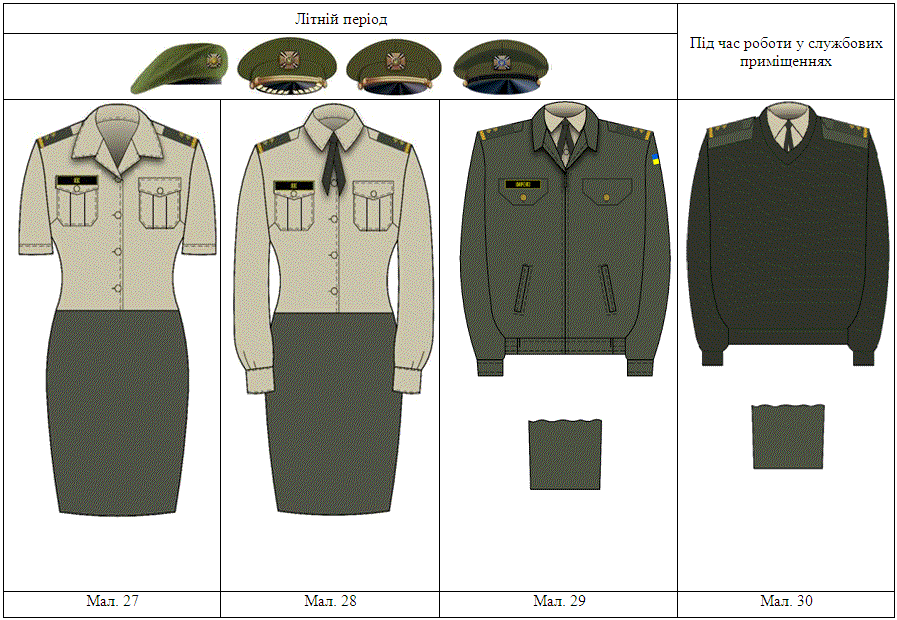 Літній період
Під час роботи у службових
приміщеннях
Мал. 27
Мал. 28
Мал. 29
Мал. 30